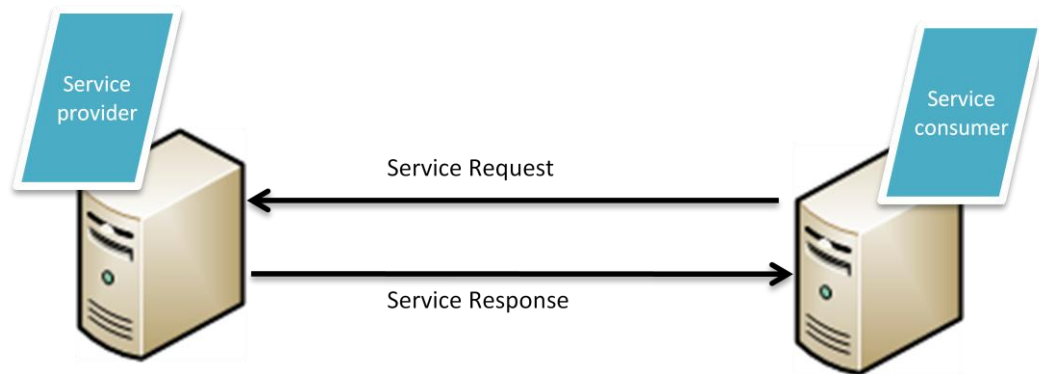 Service
provider
Service
consumer
Service Request
Service Response